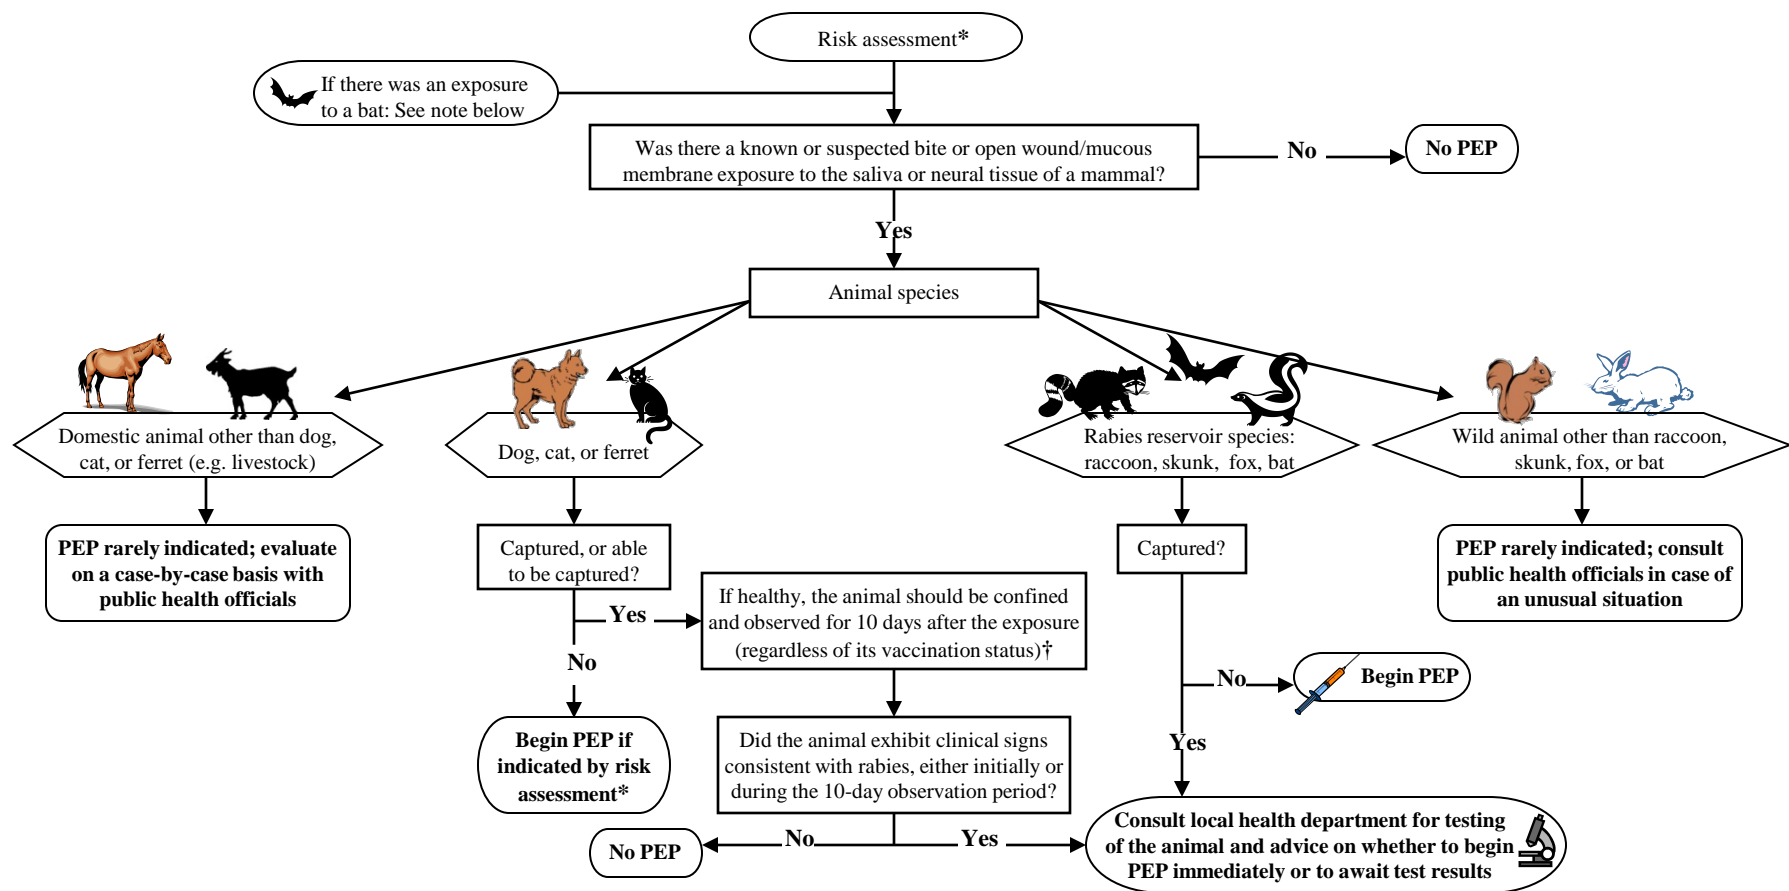 Risk assessment*
If there was an exposure
to a bat: See note below
Was there a known or suspected bite or open wound/mucous
membrane exposure to the saliva or neural tissue of a mammal?
No
No PEP
Yes
Animal species
Domestic animal other than dog,
cat, or ferret (e.g. livestock)
Dog, cat, or ferret
Rabies reservoir species:
raccoon, skunk, fox, bat
Wild animal other than raccoon,
skunk, fox, or bat
PEP rarely indicated; evaluate
on a case-by-case basis with
public health officials
Captured, or able
to be captured?
Captured?
PEP rarely indicated; consult
public health officials in case of
an unusual situation
Yes
If healthy, the animal should be confined
and observed for 10 days after the exposure
(regardless of its vaccination status)†
No
No
Begin PEP
Begin PEP if
indicated by risk
assessment*
Did the animal exhibit clinical signs
consistent with rabies, either initially or
during the 10-day observation period?
Yes
No
No PEP
Yes
Consult local health department for testing
of the animal and advice on whether to begin
PEP immediately or to await test results